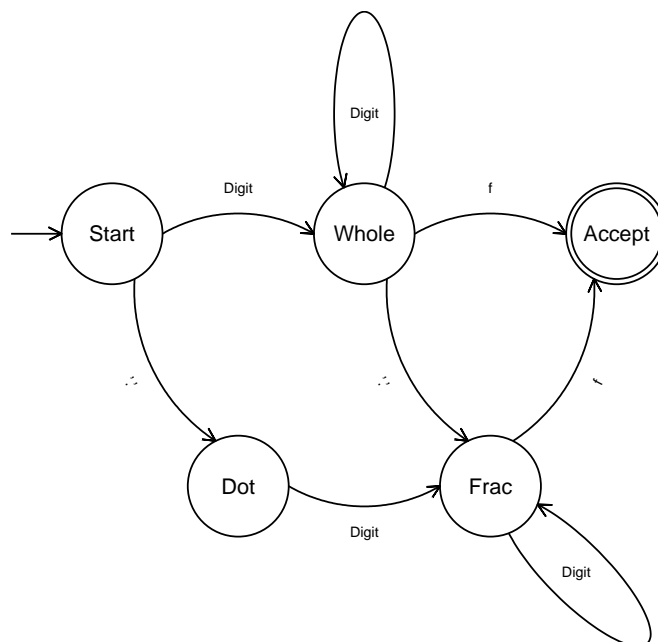 Digit
Digit
f
Start
Whole
Accept
'.'
'.'
f
Dot
Frac
Digit
Digit